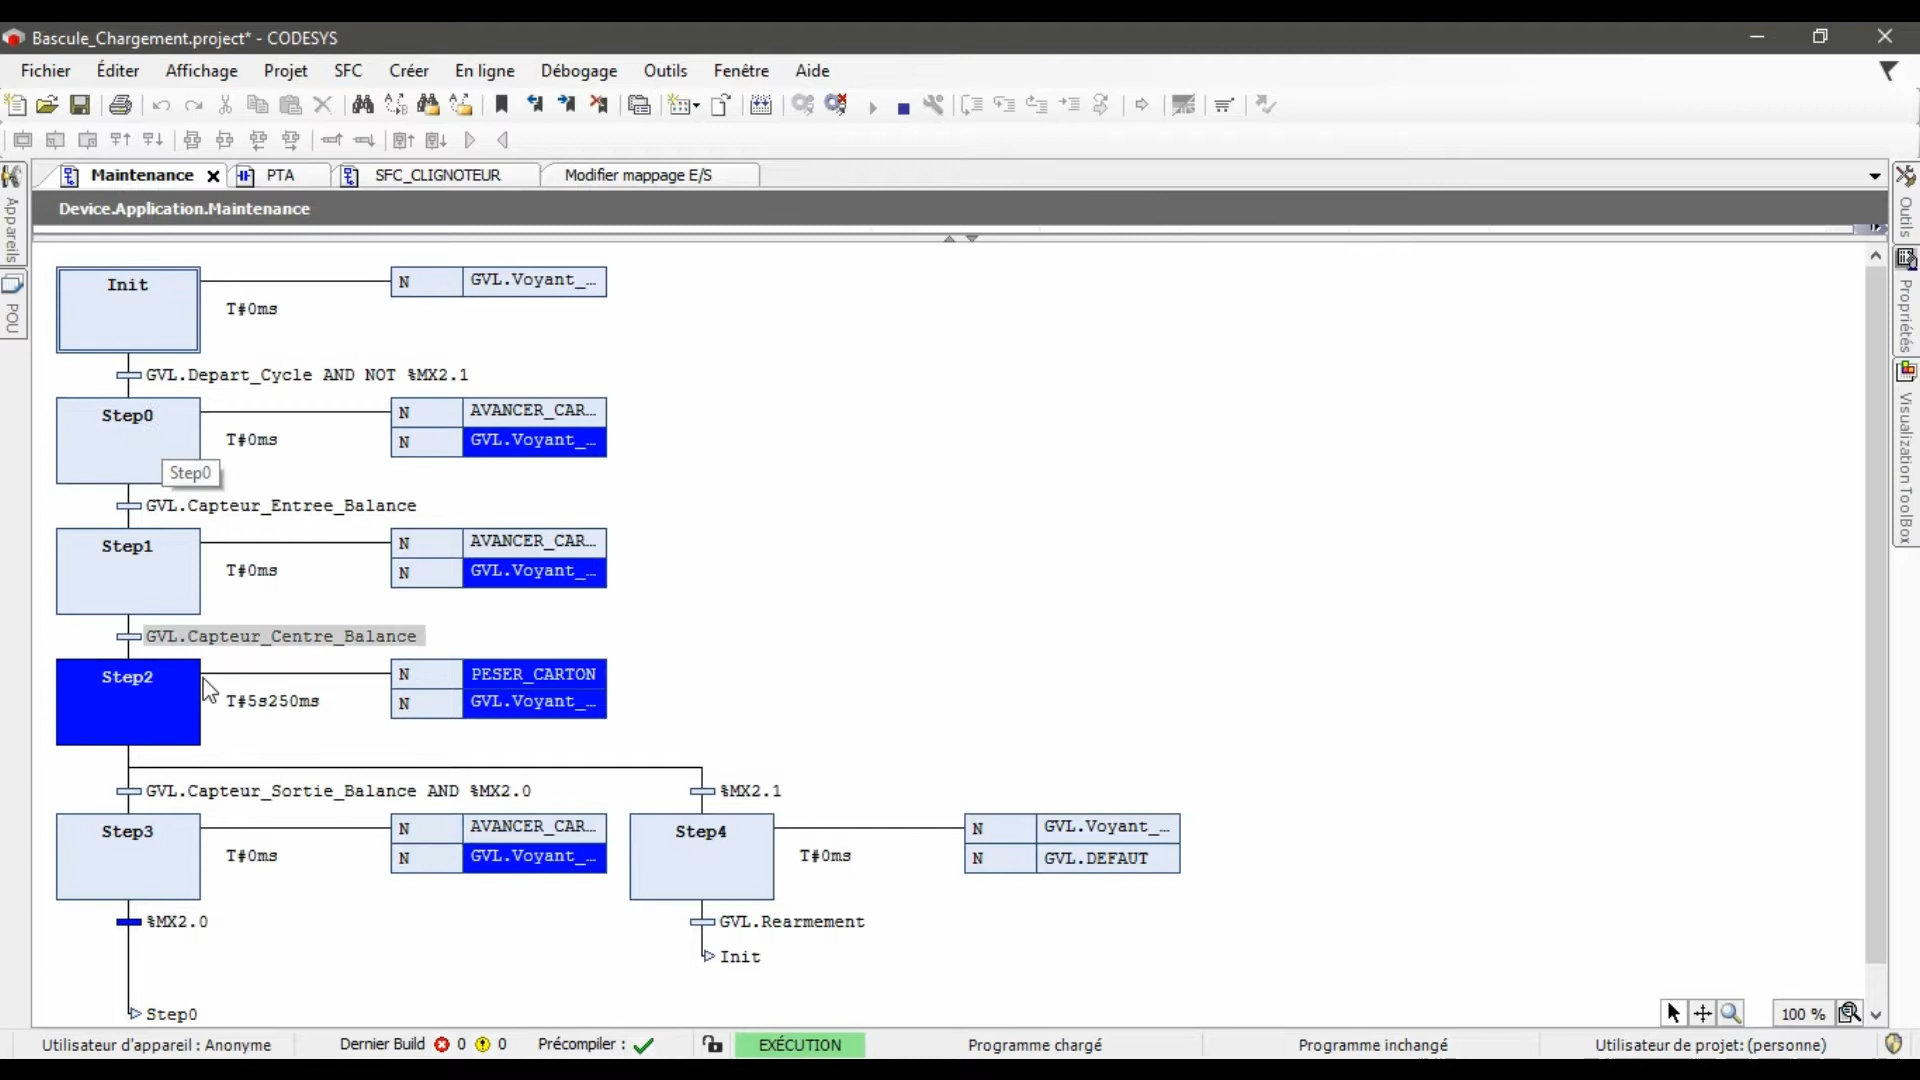 Bascule_Chargement.project* - CODESYS
Fichier Éditer Affichage Projet SFC Créer En ligne Débogage Outils Fenêtre Aide
Maintenance PTA SFC_CLIGNOTEUR Modifier mappage E/S
Device.Application.Maintenance
Appareils
POU
Outils
Propriétés
Visualization ToolBox
Init N GVL.Voyant_...
T#0ms
GVL.Depart_Cycle AND NOT %MX2.1
Step0 N AVANCER_CAR...
T#0ms N GVL.Voyant_...
Step0
GVL.Capteur_Entree_Balance
Step1 N AVANCER_CAR...
T#0ms N GVL.Voyant_...
GVL.Capteur_Centre_Balance
Step2 N PESER_CARTON
T#5s250ms N GVL.Voyant_...
GVL.Capteur_Sortie_Balance AND %MX2.0 %MX2.1
Step3 N AVANCER_CAR... Step4 N GVL.Voyant_...
T#0ms N GVL.Voyant_... T#0ms N GVL.DEFAUT
%MX2.0 GVL.Rearmement
Init
Step0
100 %
Utilisateur d'appareil : Anonyme Dernier Build 0 0 Précompiler : EXÉCUTION Programme chargé Programme inchangé Utilisateur de projet: (personne)